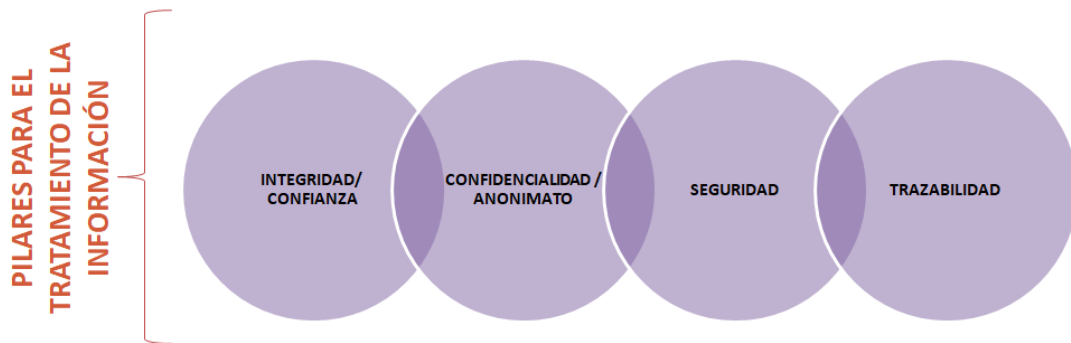 PILARES PARA EL
TRATAMIENTO DE LA
INFORMACIÓN
INTEGRIDAD/
CONFIANZA
CONFIDENCIALIDAD /
ANONIMATO
SEGURIDAD
TRAZABILIDAD